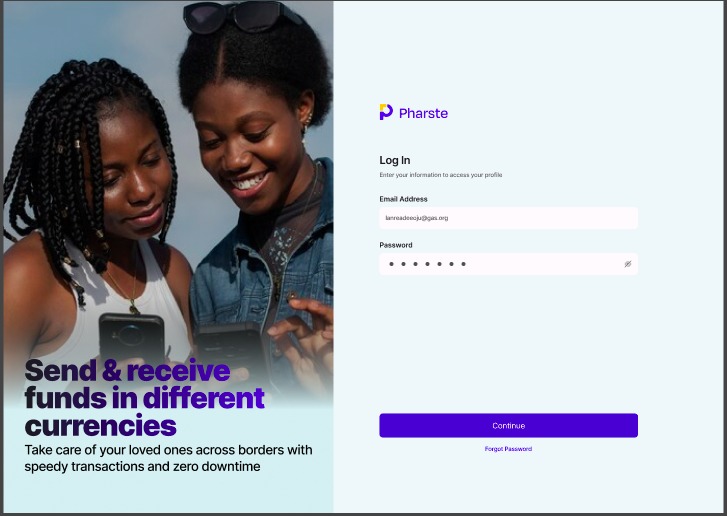 Send & receive
funds in different
currencies
Take care of your loved ones across borders with
speedy transactions and zero downtime
Pharste
Log In
Enter your information to access your profile
Email Address
lanreadeoju@gas.org
Password
Continue
Forgot Password